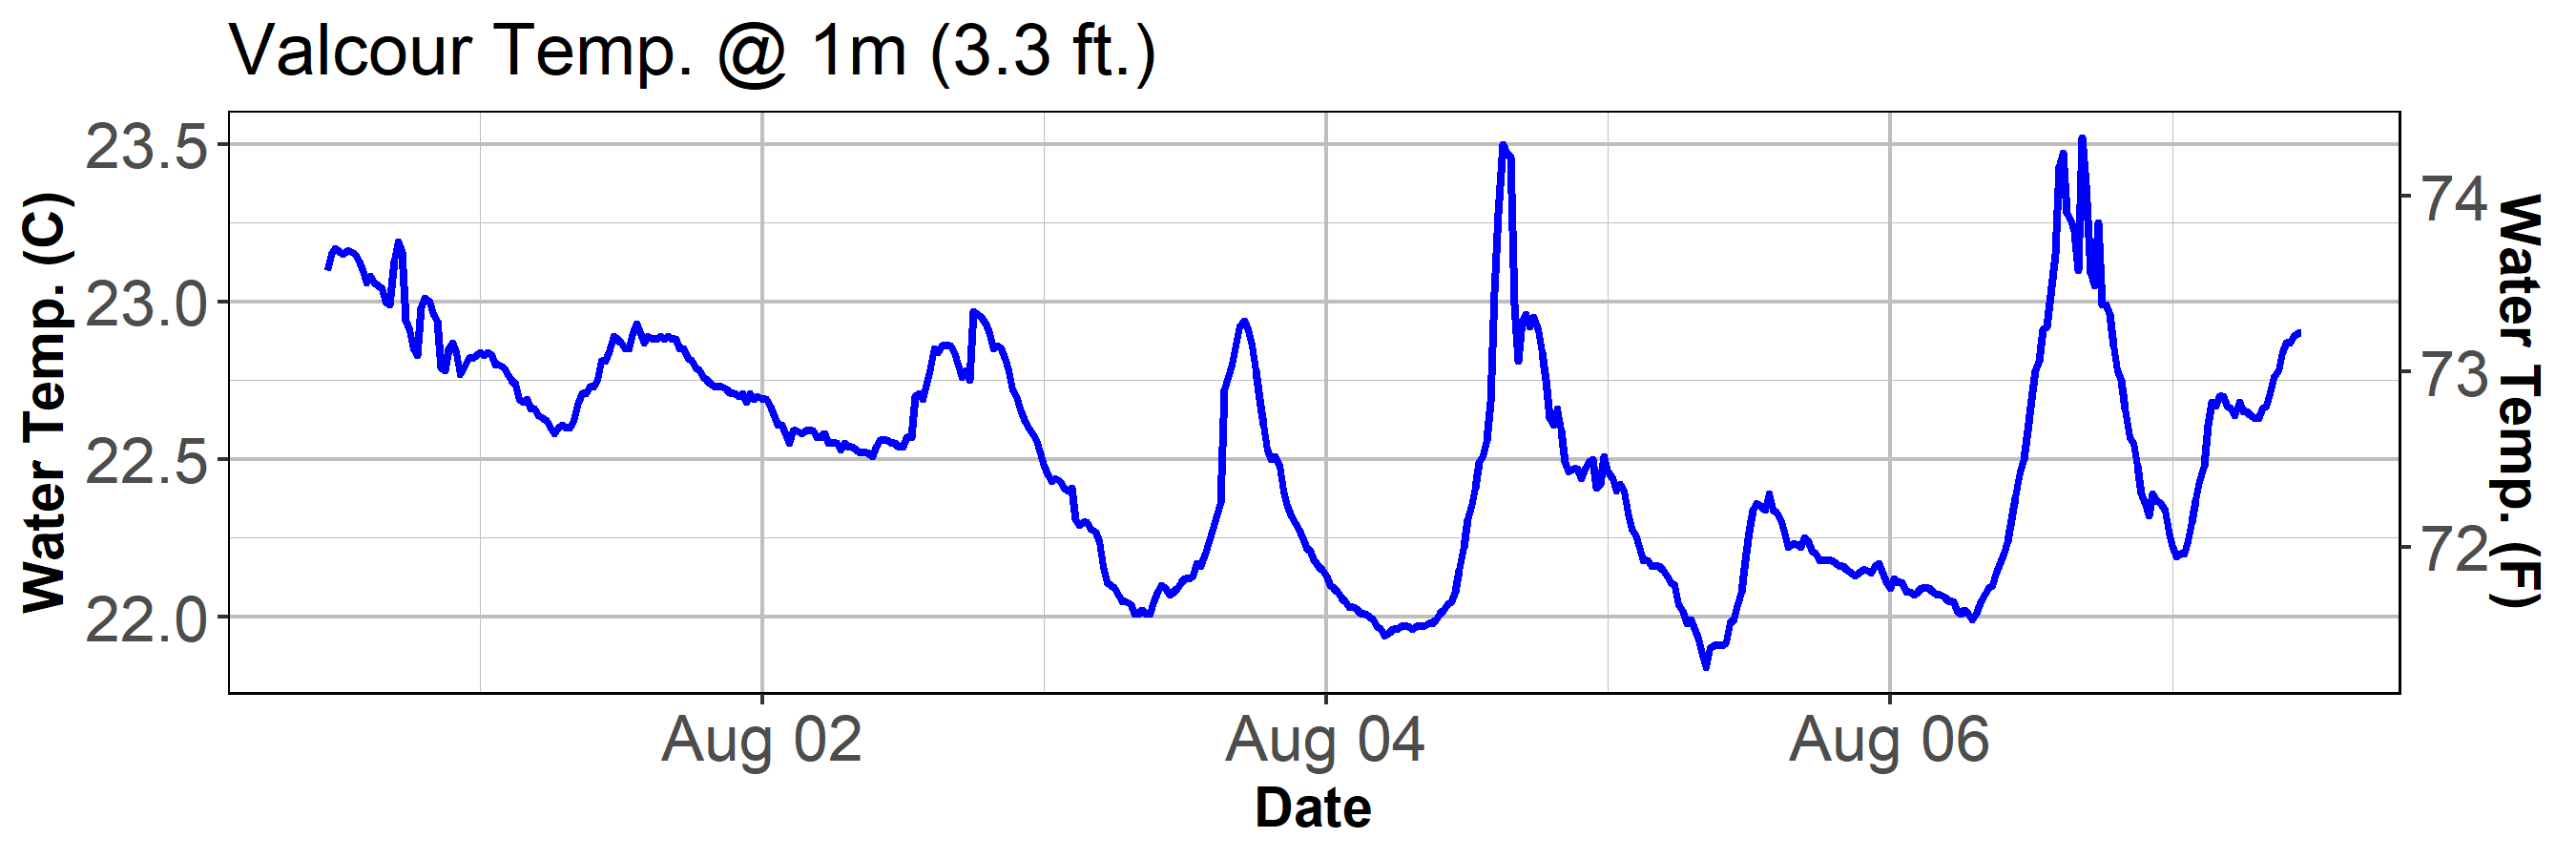 Valcour Temp. @ 1m (3.3 ft.)
Water Temp. (C)
23.5
23.0
22.5
22.0
74
73
72
Water Temp. (F)
Aug 02
Aug 04
Aug 06
Date